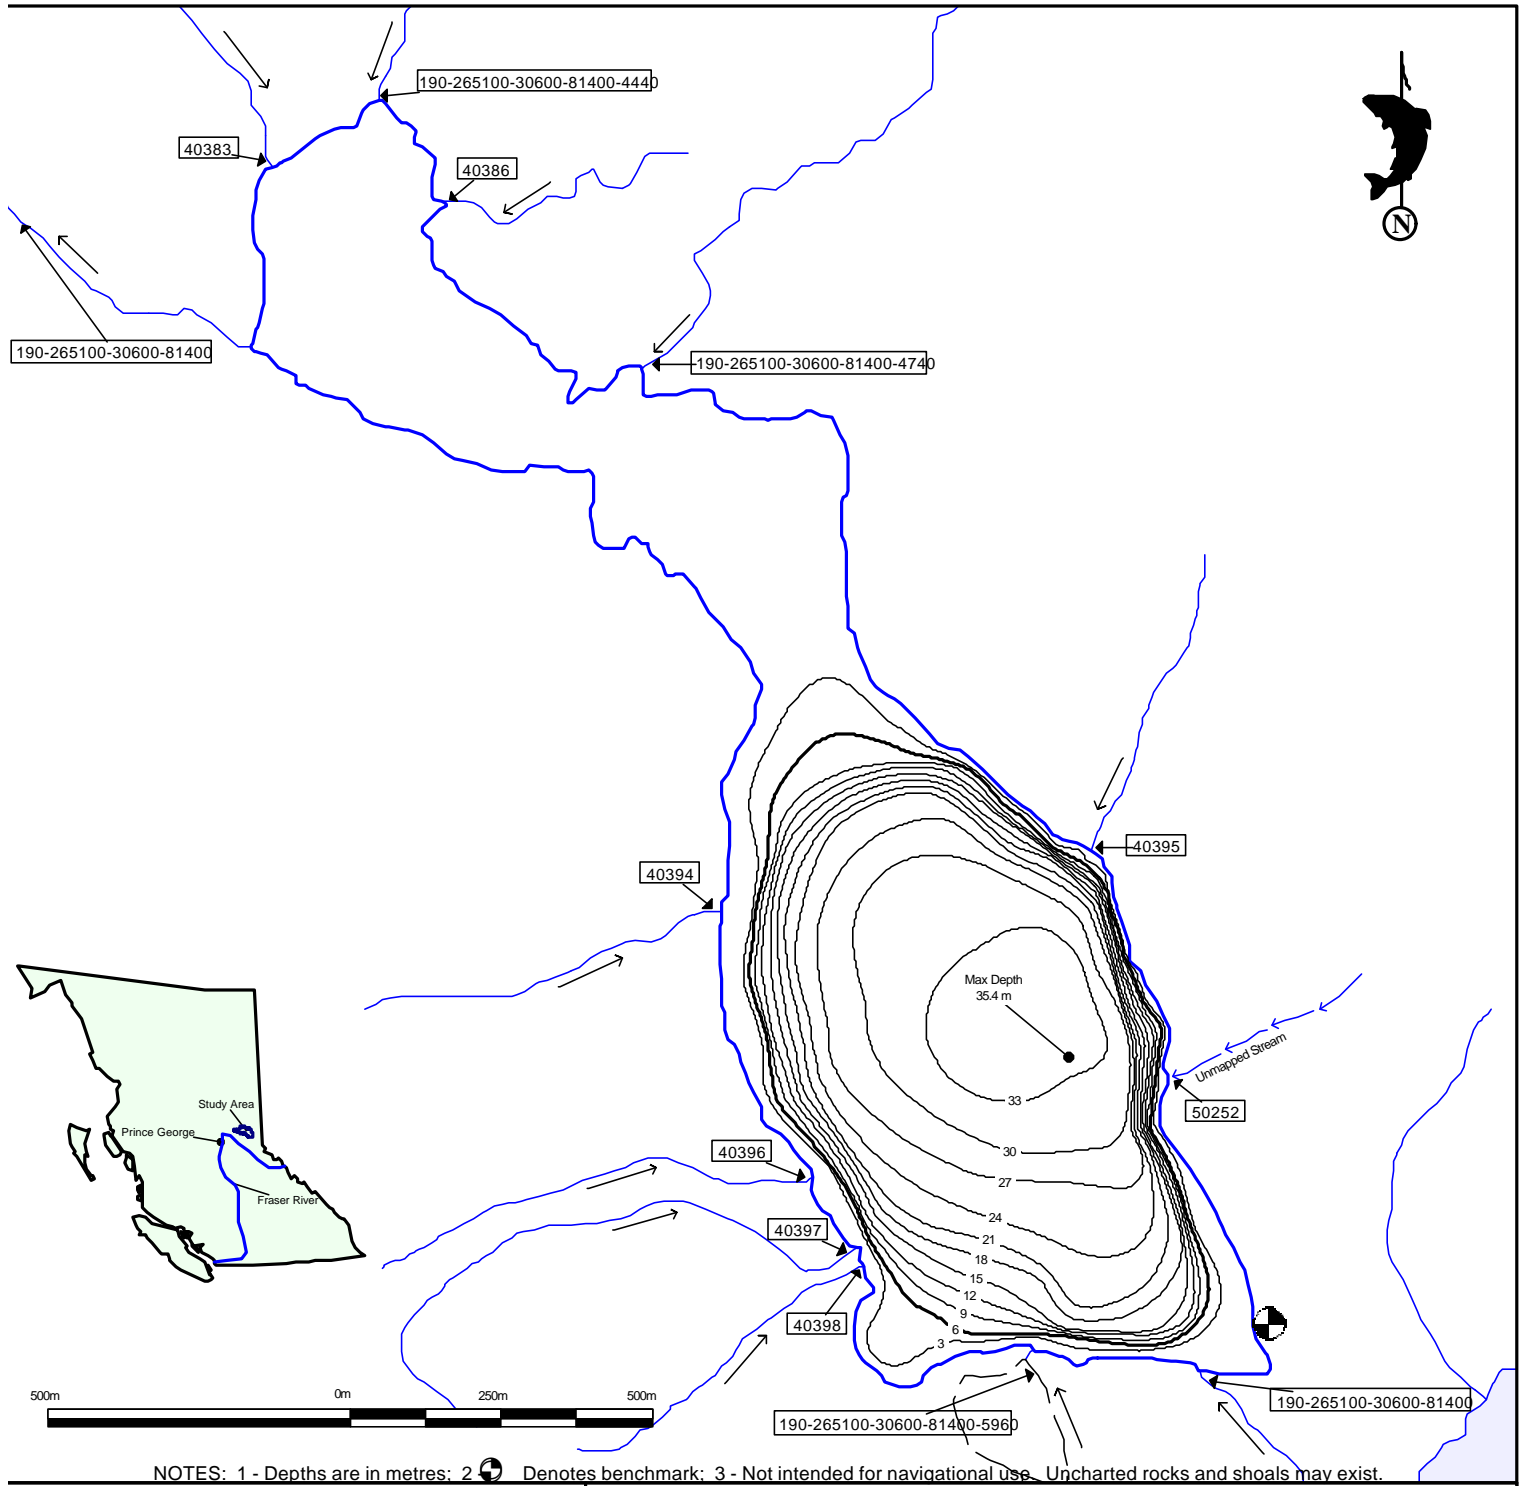 190-265100-30600-81400-4440
40383
40386
N
190-265100-30600-81400
190-265100-30600-81400-4740
40395
40394
Max Depth
35.4 m
Unmapped Stream
50252
33
30
27
24
21
18
15
12
9
6
3
Study Area
Prince George
Fraser River
40396
40397
40398
500m
0m
250m
500m
190-265100-30600-81400
190-265100-30600-81400-5960
NOTES: 1 - Depths are in metres; 2 - Denotes benchmark; 3 - Not intended for navigational use. Uncharted rocks and shoals may exist.